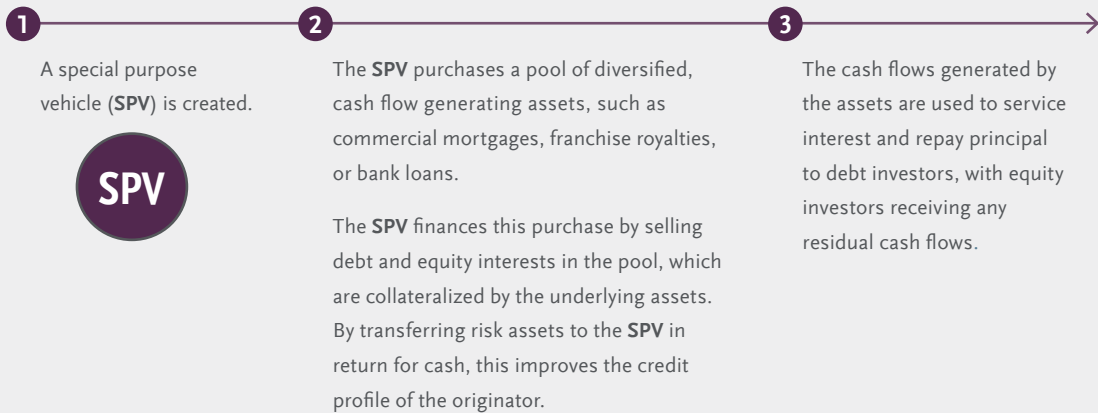 1
A special purpose
vehicle (SPV) is created.
SPV
2
The SPV purchases a pool of diversified,
cash flow generating assets, such as
commercial mortgages, franchise royalties,
or bank loans.
The SPV finances this purchase by selling
debt and equity interests in the pool, which
are collateralized by the underlying assets.
By transferring risk assets to the SPV in
return for cash, this improves the credit
profile of the originator.
3
The cash flows generated by
the assets are used to service
interest and repay principal
to debt investors, with equity
investors receiving any
residual cash flows.